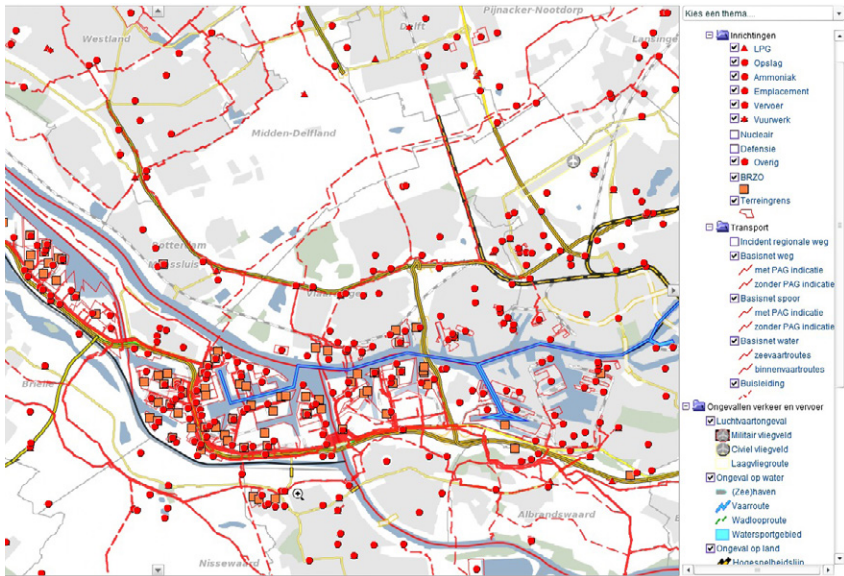 Pijnacker-Nootdorp
Westland
Delft
Lansinge
Midden-Delfland
Rotterdam
Maassluis
Vlaardingen
Brielle
Albrandswaard
Nissewaard
Kies een thema...
Inrichtingen
LPG
Opslag
Ammoniak
Emplacement
Vervoer
Vuurwerk
Nucleair
Defensie
Overig
BRZO
Terreingrens
Transport
Incident regionale weg
Basisnet weg
met PAG indicatie
zonder PAG indicatie
Basisnet spoor
met PAG indicatie
zonder PAG indicatie
Basisnet water
zeevaartroutes
binnenvaartroutes
Buisleiding
Ongevallen verkeer en vervoer
Luchtvaartongeval
Militair vliegveld
Civiel vliegveld
Laagvliegroute
Ongeval op water
(Zee)haven
Vaarroute
Wadlooproute
Watersportgebied
Ongeval op land
Hogesnelheidslijn